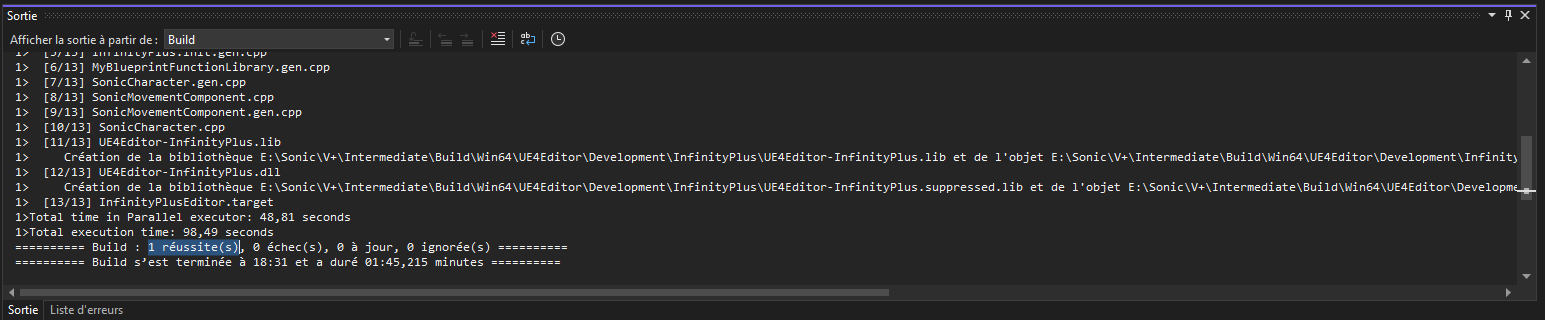 Sortie
Afficher la sortie à partir de : Build
1>  [5/13] InfinityPlus.init.gen.cpp
1>  [6/13] MyBlueprintFunctionLibrary.gen.cpp
1>  [7/13] SonicCharacter.gen.cpp
1>  [8/13] SonicMovementComponent.cpp
1>  [9/13] SonicMovementComponent.gen.cpp
1>  [10/13] SonicCharacter.cpp
1>  [11/13] UE4Editor-InfinityPlus.lib
1>     Création de la bibliothèque E:\Sonic\V+\Intermediate\Build\Win64\UE4Editor\Development\InfinityPlus\UE4Editor-InfinityPlus.lib et de l'objet E:\Sonic\V+\Intermediate\Build\Win64\UE4Editor\Development\Infinity
1>  [12/13] UE4Editor-InfinityPlus.dll
1>     Création de la bibliothèque E:\Sonic\V+\Intermediate\Build\Win64\UE4Editor\Development\InfinityPlus\UE4Editor-InfinityPlus.suppressed.lib et de l'objet E:\Sonic\V+\Intermediate\Build\Win64\UE4Editor\Developme
1>  [13/13] InfinityPlusEditor.target
1>Total time in Parallel executor: 48,81 seconds
1>Total execution time: 98,49 seconds
========== Build : 1 réussite(s), 0 échec(s), 0 à jour, 0 ignorée(s) ==========
========== Build s'est terminée à 18:31 et a duré 01:45,215 minutes ==========
Sortie Liste d'erreurs